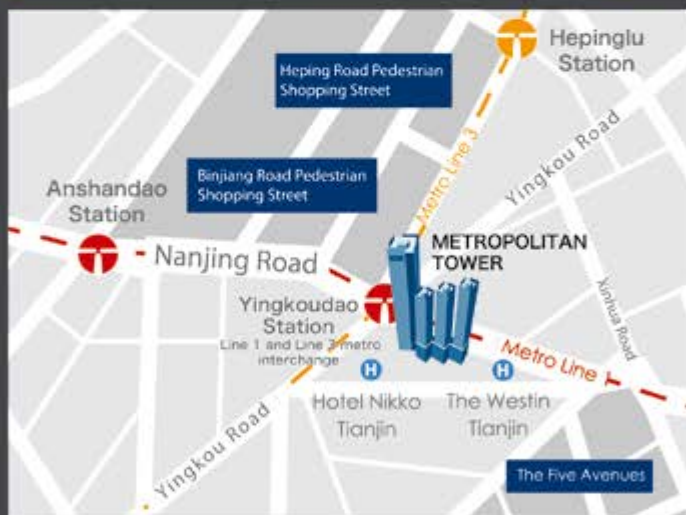 Hepinglu
Station
Heping Road Pedestrian
Shopping Street
Metro Line 3
Yingkou Road
Binjiang Road Pedestrian
Shopping Street
Anshandao
Station
Nanjing Road
METROPOLITAN
TOWER
Xinhua Road
Yingkoudao
Station
Line 1 and Line 3 metro
interchange
Metro Line 1
H
H
Hotel Nikko
Tianjin
The Westin
Tianjin
Yingkou Road
The Five Avenues